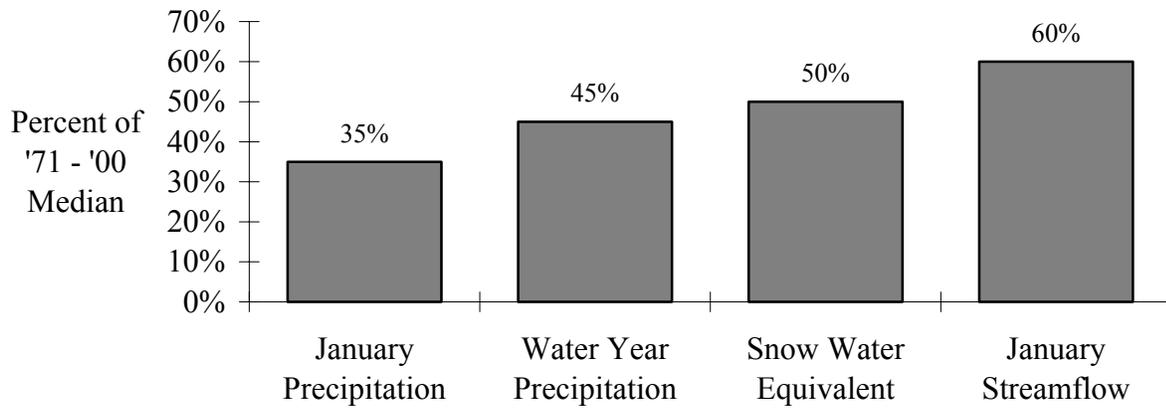 70%
60%
50%
40%
30%
20%
10%
0%
Percent of
'71 - '00
Median
35%
45%
50%
60%
January
Precipitation
Water Year
Precipitation
Snow Water
Equivalent
January
Streamflow